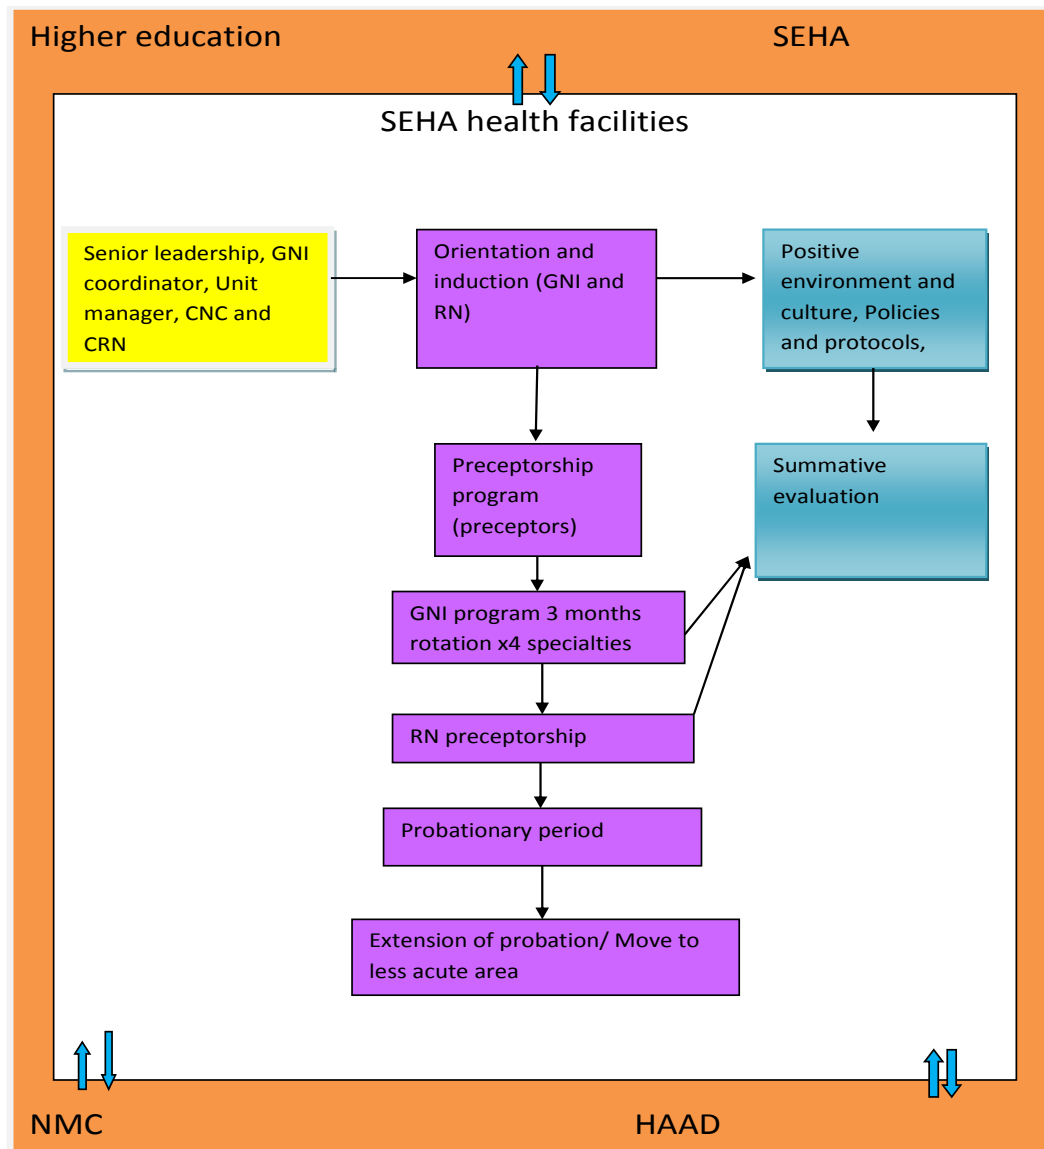 Higher education
SEHA
SEHA health facilities
Senior leadership, GNI
coordinator, Unit
manager, CNC and
CRN
Orientation and
induction (GNI and
RN)
Positive
environment and
culture, Policies
and protocols,
Preceptorship
program
(preceptors)
Summative
evaluation
GNI program 3 months
rotation x4 specialties
RN preceptorship
Probationary period
Extension of probation/ Move to
less acute area
NMC
HAAD